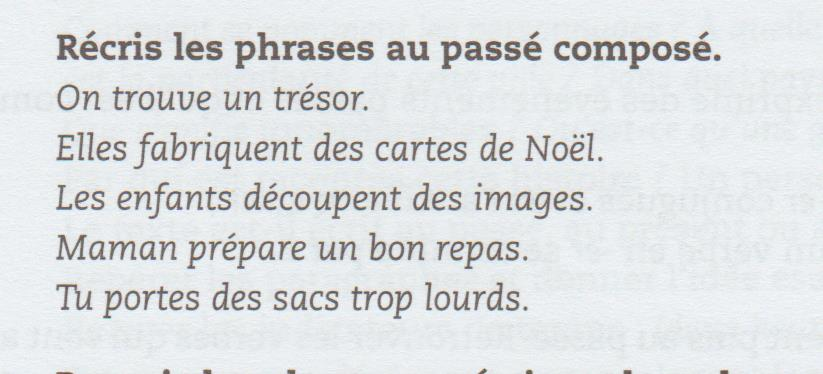 Récris les phrases au passé composé.
On trouve un trésor.
Elles fabriquent des cartes de Noël.
Les enfants découpent des images.
Maman prépare un bon repas.
Tu portes des sacs trop lourds.